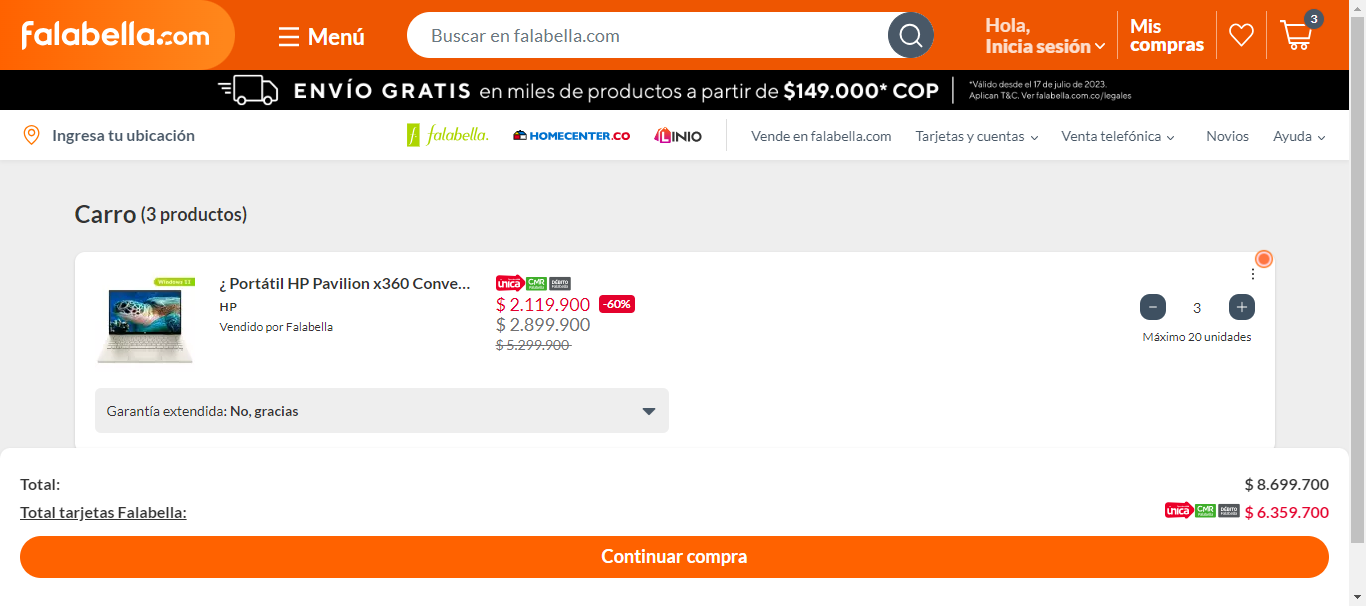 falabella.com
Menú
Buscar en falabella.com
Hola,
Inicia sesión
Mis
compras
3
ENVÍO GRATIS en miles de productos a partir de $149.000* COP
*Válido desde el 17 de julio de 2023.
Aplican T&C. Ver falabella.com.co/legales
Ingresa tu ubicación
f falabella.
HOMECENTER.CO
LINIO
Vende en falabella.com
Tarjetas y cuentas
Venta telefónica
Novios
Ayuda
Carro (3 productos)
Windows 11
¿ Portátil HP Pavilion x360 Conve...
HP
Vendido por Falabella
única CMR DÉBITO
$ 2.119.900 -60%
$ 2.899.900
$ 5.299.900
− 3 +
Máximo 20 unidades
Garantía extendida: No, gracias
Total: $ 8.699.700
Total tarjetas Falabella: única CMR DÉBITO $ 6.359.700
Continuar compra